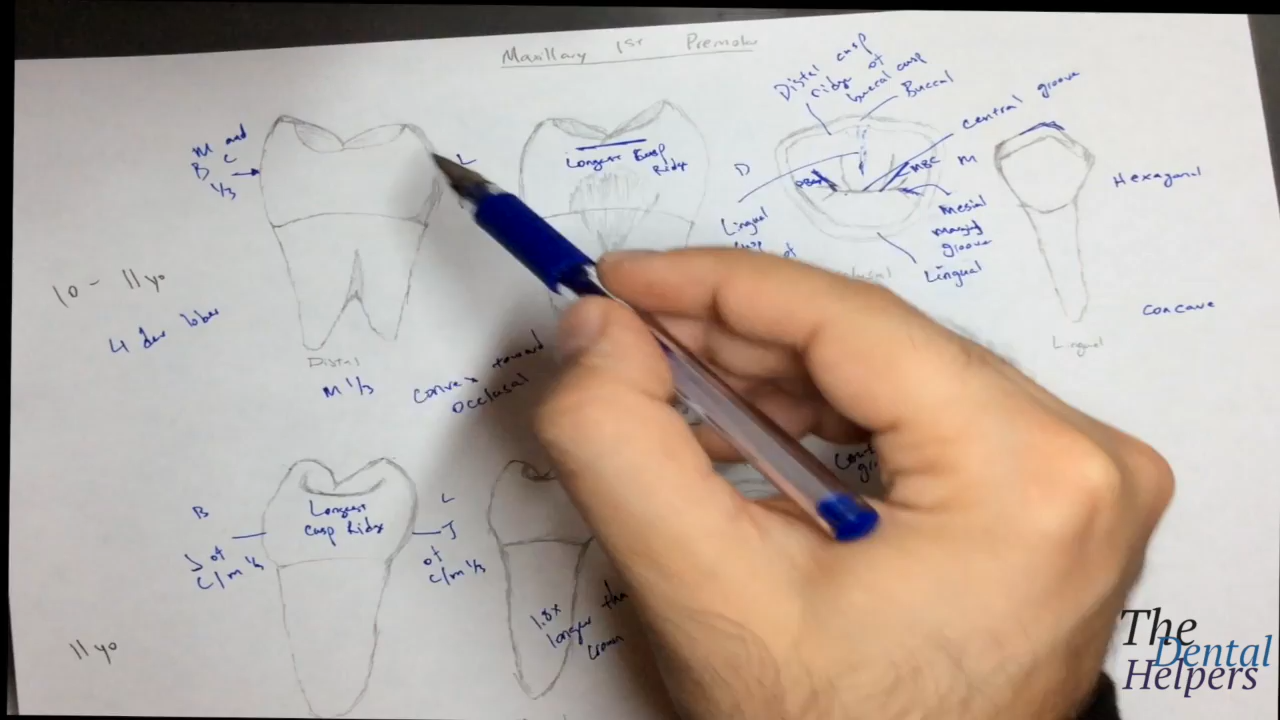 Maxillary 1st Premolar
M and
B C
1/3
L
Longest Cusp
Ridge
Distal cusp
ridge of
buccal cusp
Buccal
central groove
D
M
MBC
Lingual
Mesial
groove
Lingual
Hexagonal
Concave
Lingual
10 - 11 yo
4 dev lobes
Distal
M 1/3
Convex toward
occlusal
B
J of
C/M 1/3
Longest
Cusp Ridge
L
J
of
C/M 1/3
1.8x
longer
crown
11 yo
The
Dental
Helpers